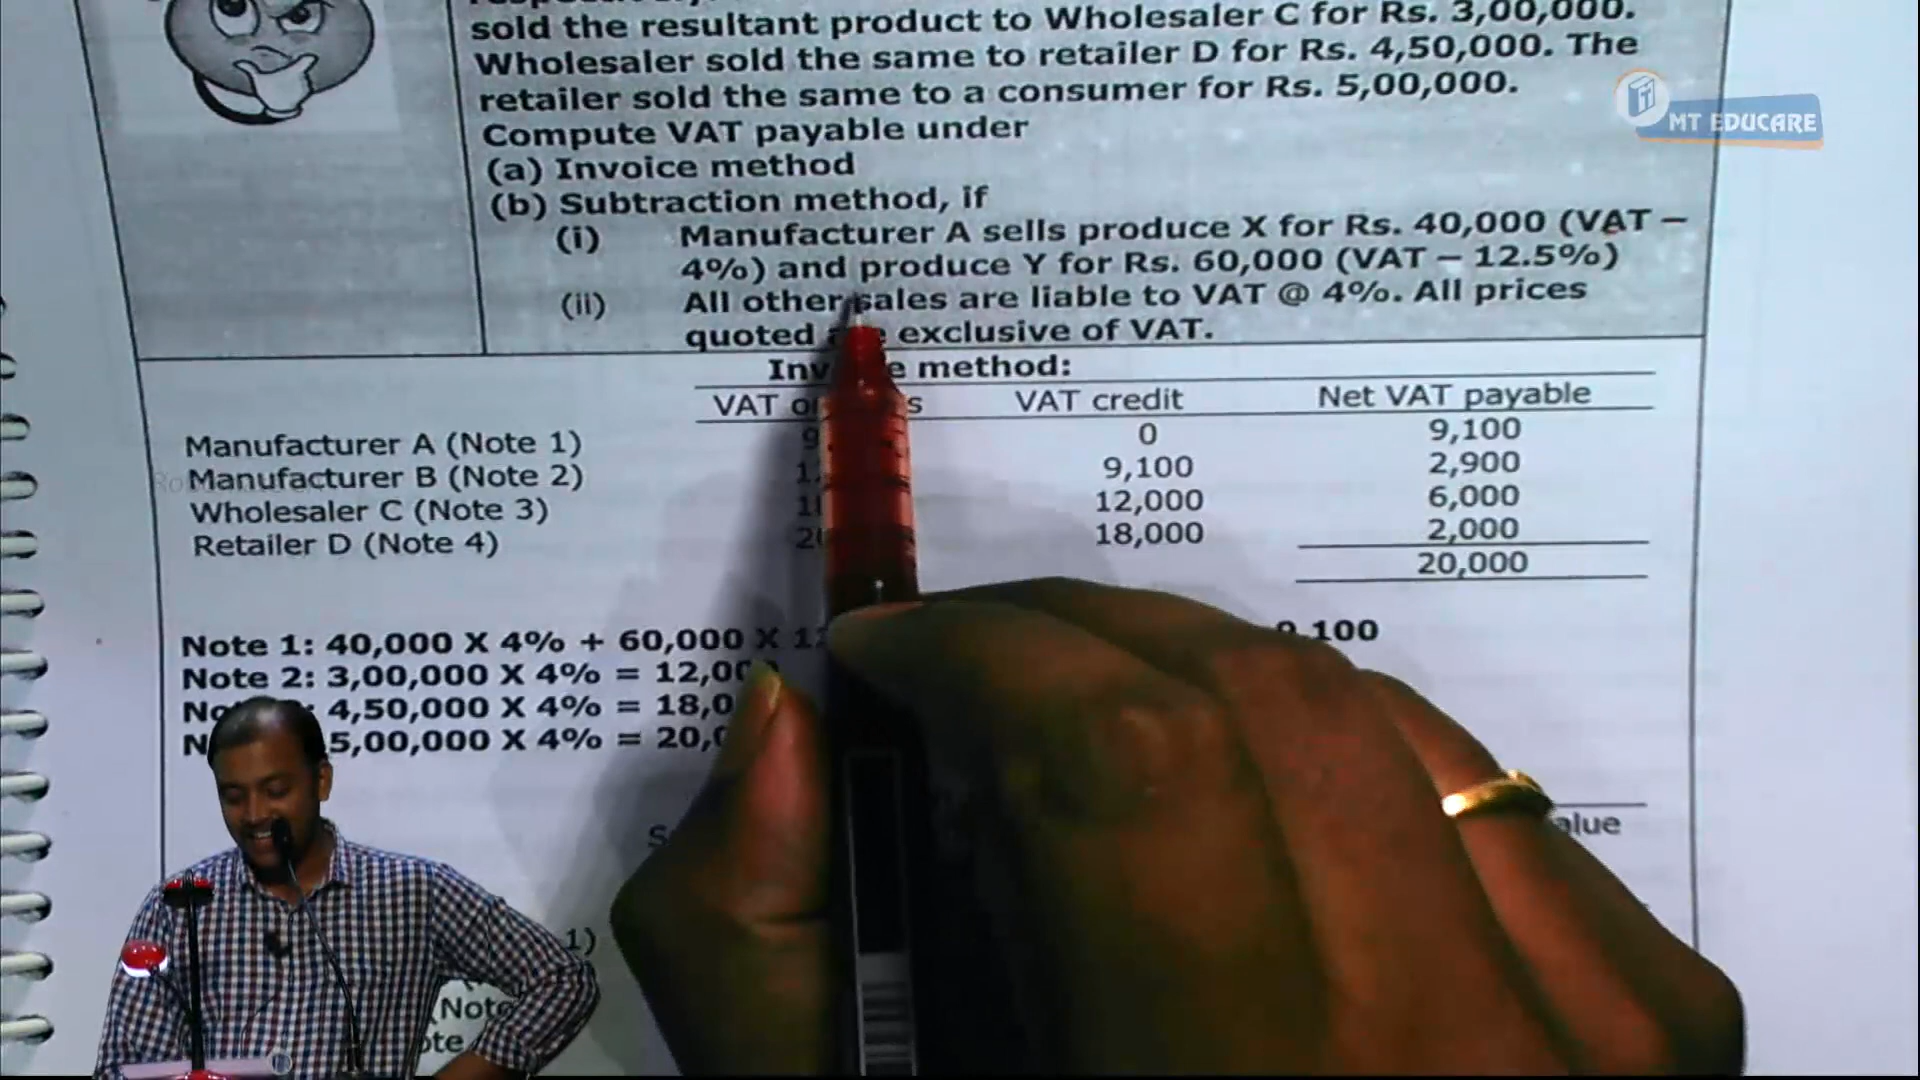 sold the resultant product to Wholesaler C for Rs. 3,00,000.
Wholesaler sold the same to retailer D for Rs. 4,50,000. The
retailer sold the same to a consumer for Rs. 5,00,000.
Compute VAT payable under
(a) Invoice method
(b) Subtraction method, if
(i) Manufacturer A sells produce X for Rs. 40,000 (VAT –
4%) and produce Y for Rs. 60,000 (VAT – 12.5%)
(ii) All other sales are liable to VAT @ 4%. All prices
quoted exclusive of VAT.
MT EDUCARE
method:
VAT VAT credit Net VAT payable
Manufacturer A (Note 1) 0 9,100
Manufacturer B (Note 2) 9,100 2,900
Wholesaler C (Note 3) 12,000 6,000
Retailer D (Note 4) 18,000 2,000
20,000
Note 1: 40,000 X 4% + 60,000 X
Note 2: 3,00,000 X 4% =
4,50,000 X 4% =
5,00,000 X 4% =